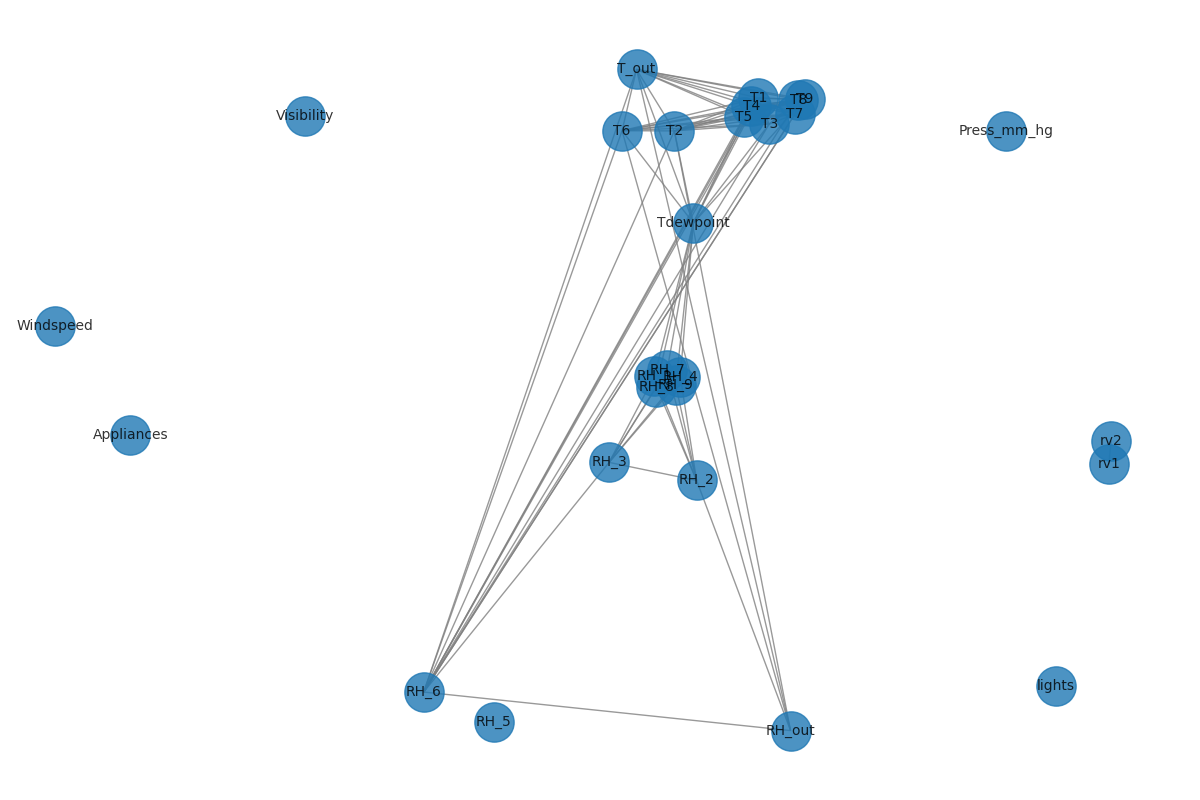 T_out
T1
T8
T9
T4
T7
Visibility
T5
T3
T6
T2
Press_mm_hg
Tdewpoint
Windspeed
RH_7
RH_4
RH_8
RH_9
Appliances
rv2
RH_3
rv1
RH_2
lights
RH_6
RH_5
RH_out